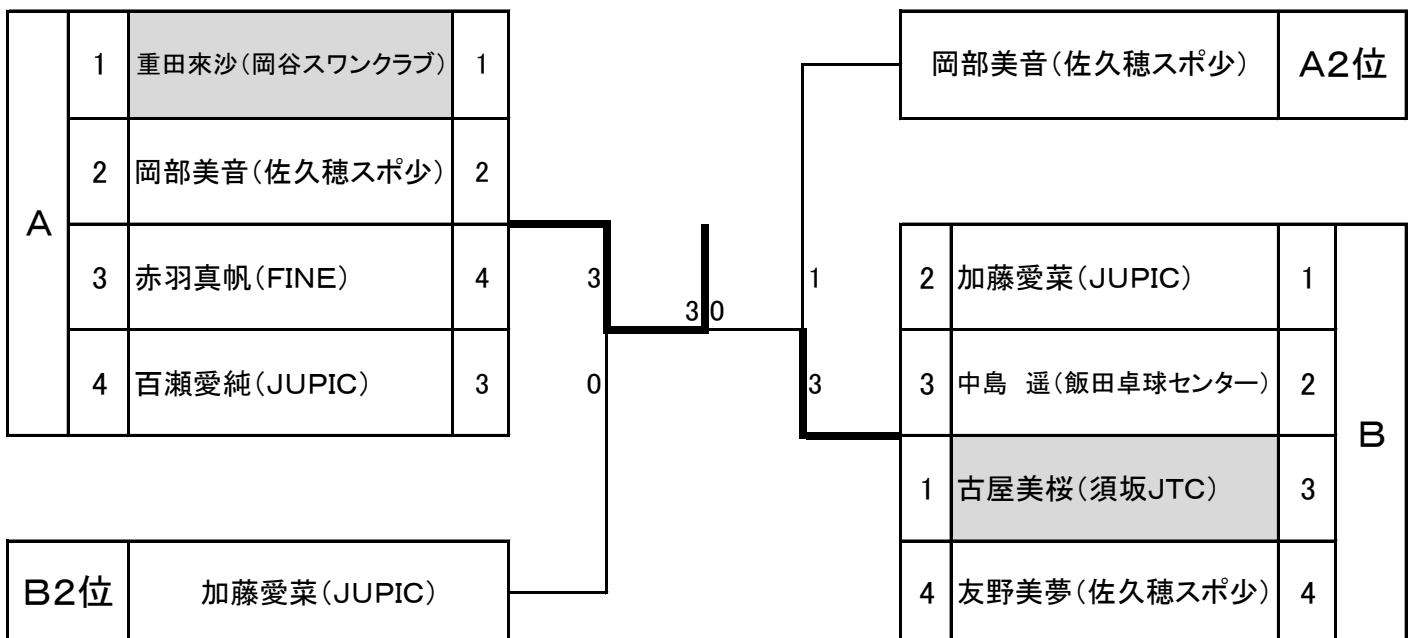 A
1 重田来沙(岡谷スワンクラブ) 1
2 岡部美音(佐久穂スポ少) 2
3 赤羽真帆(FINE) 4
4 百瀬愛純(JUPIC) 3
B2位 加藤愛菜(JUPIC)
3
0
3 0
1
3
岡部美音(佐久穂スポ少) A2位
2 加藤愛菜(JUPIC) 1
3 中島 遥(飯田卓球センター) 2
1 古屋美桜(須坂JTC) 3
4 友野美夢(佐久穂スポ少) 4
B